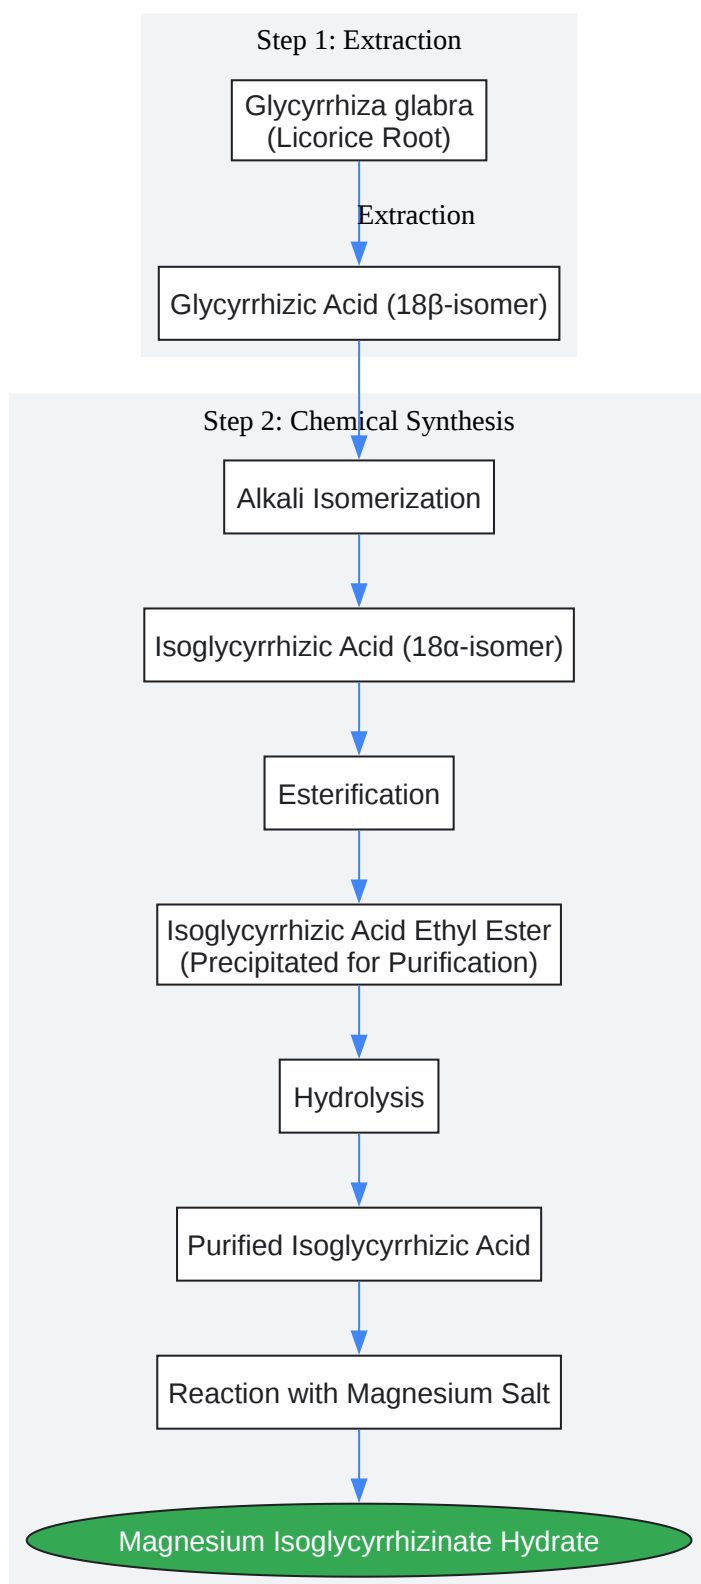 Step 1: Extraction
Glycyrrhiza glabra
(Licorice Root)
Extraction
Glycyrrhizic Acid (18β-isomer)
Step 2: Chemical Synthesis
Alkali Isomerization
Isoglycyrrhizic Acid (18α-isomer)
Esterification
Isoglycyrrhizic Acid Ethyl Ester
(Precipitated for Purification)
Hydrolysis
Purified Isoglycyrrhizic Acid
Reaction with Magnesium Salt
Magnesium Isoglycyrrhizinate Hydrate